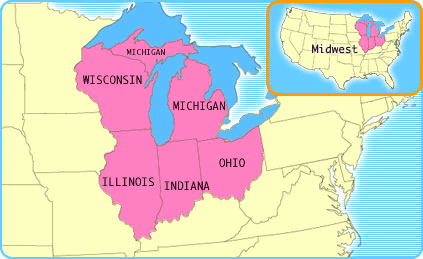 Midwest
MICHIGAN
WISCONSIN
MICHIGAN
OHIO
ILLINOIS
INDIANA